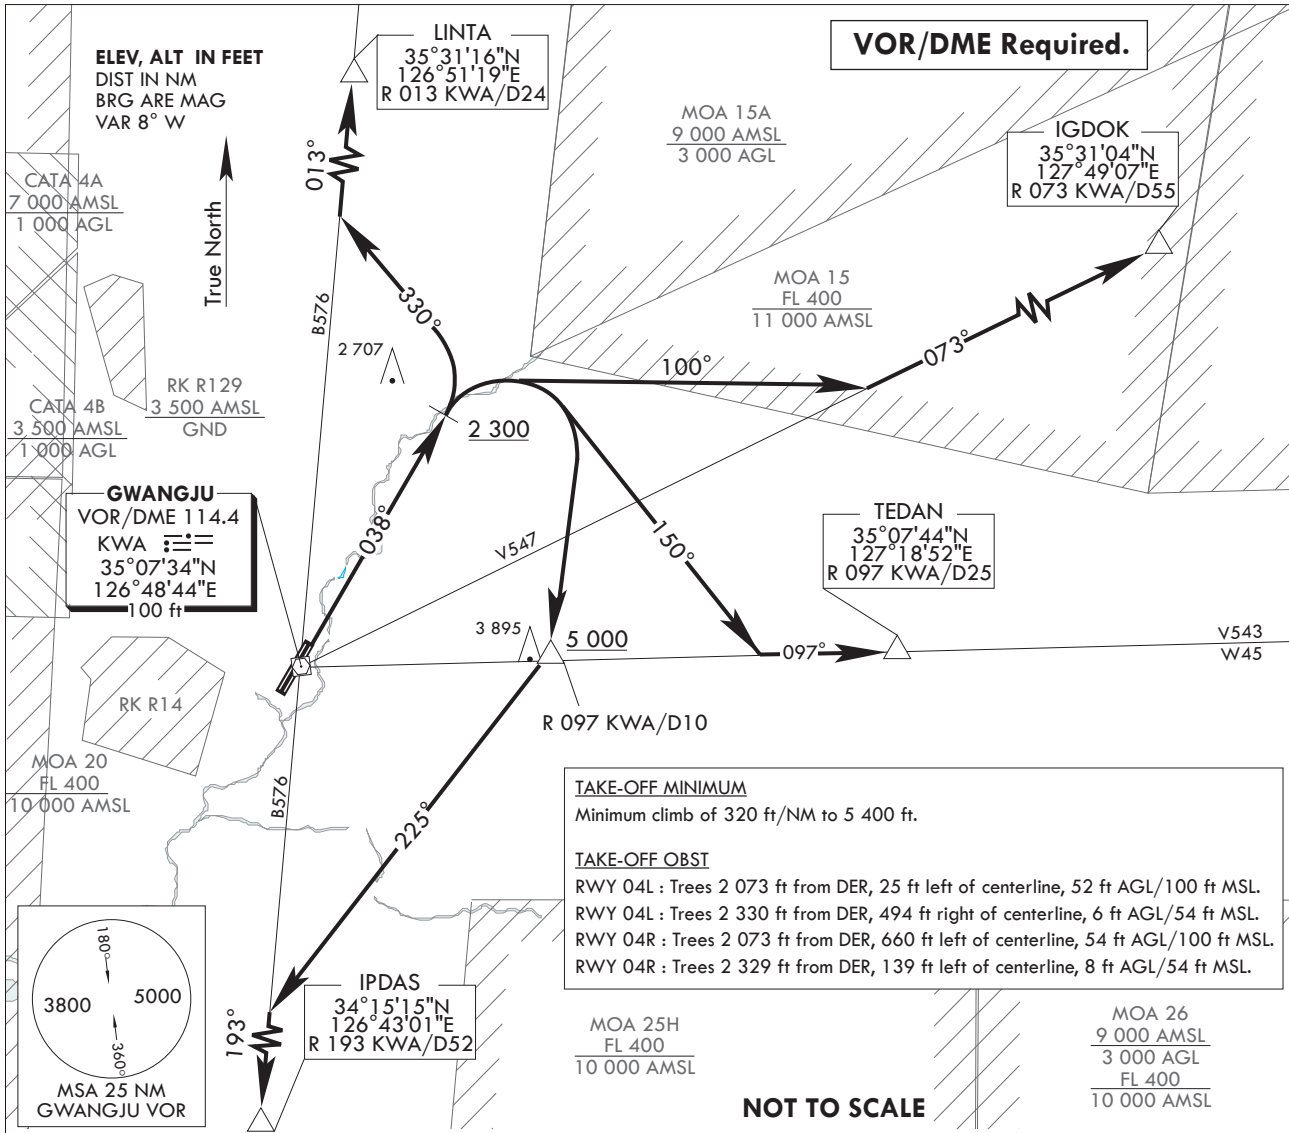 ELEV, ALT IN FEET
DIST IN NM
BRG ARE MAG
VAR 8° W
True North
LINTA
35°31'16"N
126°51'19"E
R 013 KWA/D24
VOR/DME Required.
MOA 15A
9 000 AMSL
3 000 AGL
IGDOK
35°31'04"N
127°49'07"E
R 073 KWA/D55
CATA 4A
7 000 AMSL
1 000 AGL
013°
B576
330°
2 707
MOA 15
FL 400
11 000 AMSL
073°
100°
RK R129
3 500 AMSL
GND
CATA 4B
3 500 AMSL
1 000 AGL
2 300
GWANGJU
VOR/DME 114.4
KWA
35°07'34"N
126°48'44"E
100 ft
038°
V547
150°
TEDAN
35°07'44"N
127°18'52"E
R 097 KWA/D25
3 895
5 000
097°
V543
W45
R 097 KWA/D10
RK R14
MOA 20
FL 400
10 000 AMSL
B576
225°
TAKE-OFF MINIMUM
Minimum climb of 320 ft/NM to 5 400 ft.
TAKE-OFF OBST
RWY 04L : Trees 2 073 ft from DER, 25 ft left of centerline, 52 ft AGL/100 ft MSL.
RWY 04L : Trees 2 330 ft from DER, 494 ft right of centerline, 6 ft AGL/54 ft MSL.
RWY 04R : Trees 2 073 ft from DER, 660 ft left of centerline, 54 ft AGL/100 ft MSL.
RWY 04R : Trees 2 329 ft from DER, 139 ft left of centerline, 8 ft AGL/54 ft MSL.
180°
3800
5000
360°
MSA 25 NM
GWANGJU VOR
193°
IPDAS
34°15'15"N
126°43'01"E
R 193 KWA/D52
MOA 25H
FL 400
10 000 AMSL
MOA 26
9 000 AMSL
3 000 AGL
FL 400
10 000 AMSL
NOT TO SCALE